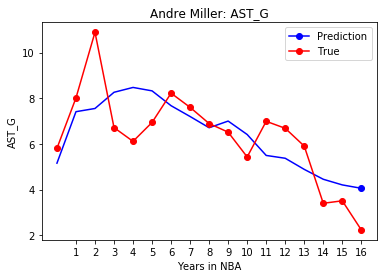 Andre Miller: AST_G
Prediction
True
AST_G
10
8
6
4
2
1 2 3 4 5 6 7 8 9 10 11 12 13 14 15 16
Years in NBA